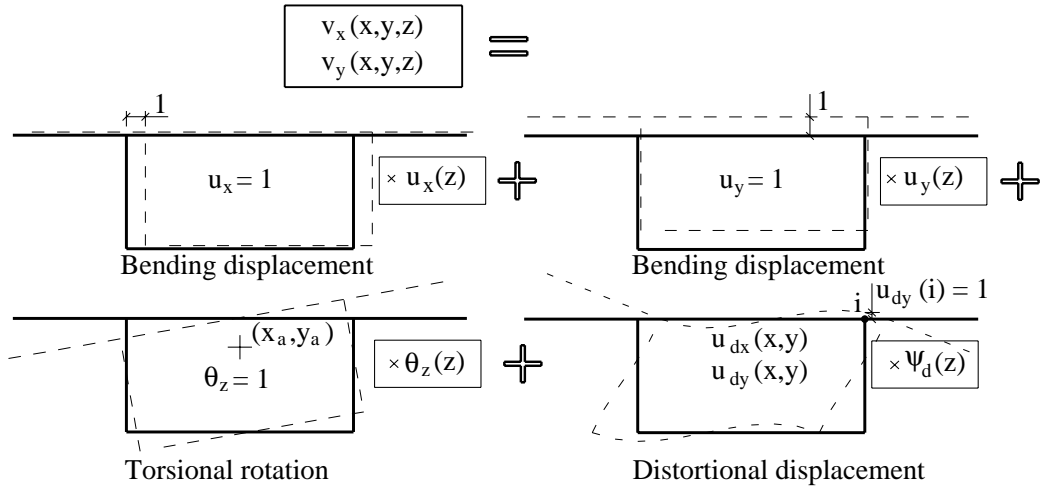 v_x(x,y,z)
v_y(x,y,z)
=
1
u_x = 1
× u_x(z)
+
Bending displacement
1
u_y = 1
× u_y(z)
+
Bending displacement
(x_a,y_a)
θ_z = 1
× θ_z(z)
+
Torsional rotation
i
u_dy(i) = 1
u_dx(x,y)
u_dy(x,y)
× Ψ_d(z)
Distortional displacement